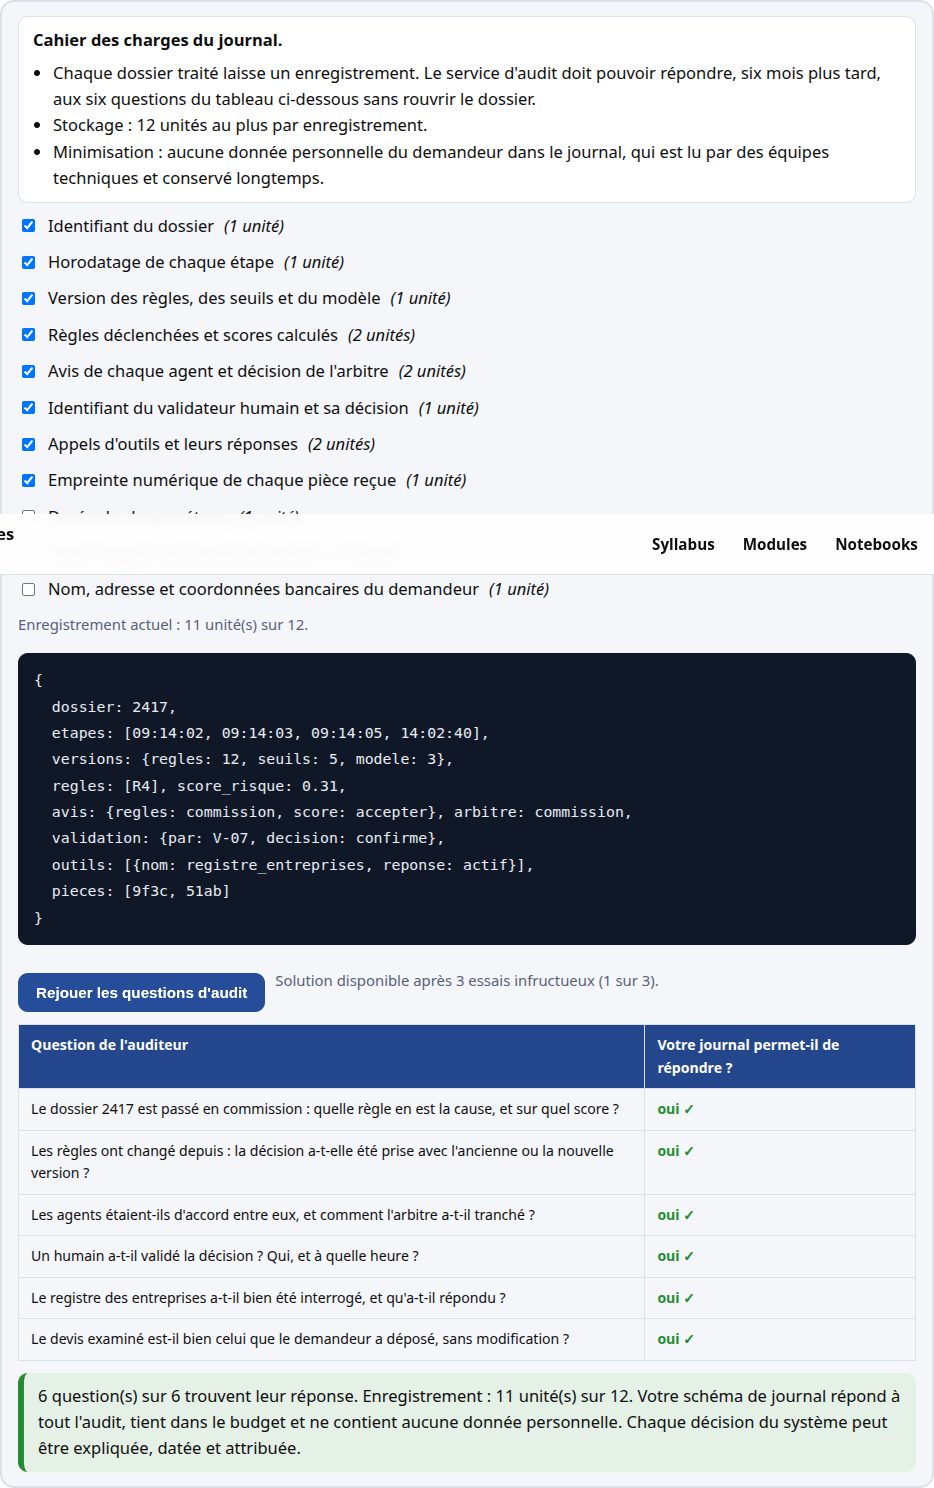 Cahier des charges du journal.
Chaque dossier traité laisse un enregistrement. Le service d'audit doit pouvoir répondre, six mois plus tard,
aux six questions du tableau ci-dessous sans rouvrir le dossier.
Stockage : 12 unités au plus par enregistrement.
Minimisation : aucune donnée personnelle du demandeur dans le journal, qui est lu par des équipes
techniques et conservé longtemps.
Identifiant du dossier (1 unité)
Horodatage de chaque étape (1 unité)
Version des règles, des seuils et du modèle (1 unité)
Règles déclenchées et scores calculés (2 unités)
Avis de chaque agent et décision de l'arbitre (2 unités)
Identifiant du validateur humain et sa décision (1 unité)
Appels d'outils et leurs réponses (2 unités)
Empreinte numérique de chaque pièce reçue (1 unité)
es
Syllabus Modules Notebooks
Nom, adresse et coordonnées bancaires du demandeur (1 unité)
Enregistrement actuel : 11 unité(s) sur 12.
{
dossier: 2417,
etapes: [09:14:02, 09:14:03, 09:14:05, 14:02:40],
versions: {regles: 12, seuils: 5, modele: 3},
regles: [R4], score_risque: 0.31,
avis: {regles: commission, score: accepter}, arbitre: commission,
validation: {par: V-07, decision: confirme},
outils: [{nom: registre_entreprises, reponse: actif}],
pieces: [9f3c, 51ab]
}
Rejouer les questions d'audit Solution disponible après 3 essais infructueux (1 sur 3).
Question de l'auditeur Votre journal permet-il de
répondre ?
Le dossier 2417 est passé en commission : quelle règle en est la cause, et sur quel score ? oui ✓
Les règles ont changé depuis : la décision a-t-elle été prise avec l'ancienne ou la nouvelle oui ✓
version ?
Les agents étaient-ils d'accord entre eux, et comment l'arbitre a-t-il tranché ? oui ✓
Un humain a-t-il validé la décision ? Qui, et à quelle heure ? oui ✓
Le registre des entreprises a-t-il bien été interrogé, et qu'a-t-il répondu ? oui ✓
Le devis examiné est-il bien celui que le demandeur a déposé, sans modification ? oui ✓
6 question(s) sur 6 trouvent leur réponse. Enregistrement : 11 unité(s) sur 12. Votre schéma de journal répond à
tout l'audit, tient dans le budget et ne contient aucune donnée personnelle. Chaque décision du système peut
être expliquée, datée et attribuée.